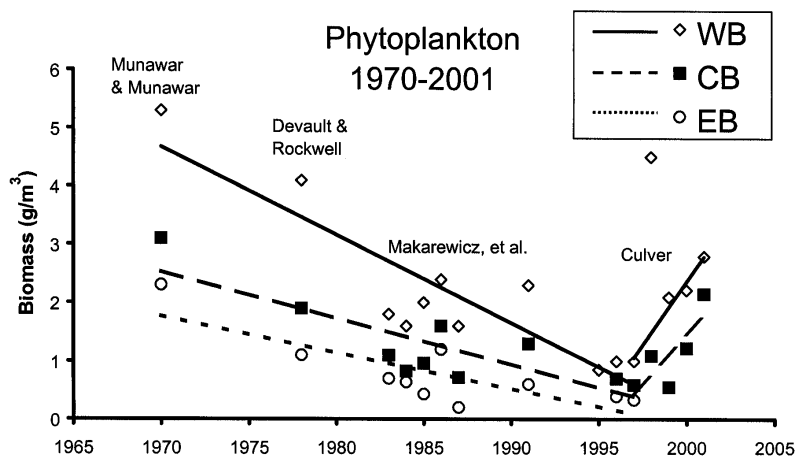 Phytoplankton
1970-2001
WB
CB
EB
Munawar
& Munawar
Devault &
Rockwell
Makarewicz, et al.
Culver
Biomass (g/m³)
6
5
4
3
2
1
0
1965 1970 1975 1980 1985 1990 1995 2000 2005